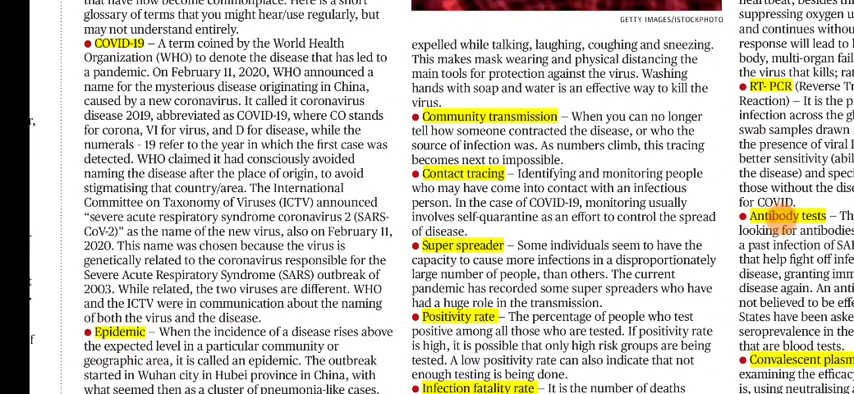 that have now become commonplace. Here is a short
glossary of terms that you might hear/use regularly, but
may not understand entirely.
● COVID-19 – A term coined by the World Health
Organization (WHO) to denote the disease that has led to
a pandemic. On February 11, 2020, WHO announced a
name for the mysterious disease originating in China,
caused by a new coronavirus. It called it coronavirus
disease 2019, abbreviated as COVID-19, where CO stands
for corona, VI for virus, and D for disease, while the
numerals - 19 refer to the year in which the first case was
detected. WHO claimed it had consciously avoided
naming the disease after the place of origin, to avoid
stigmatising that country/area. The International
Committee on Taxonomy of Viruses (ICTV) announced
“severe acute respiratory syndrome coronavirus 2 (SARS-
CoV-2)” as the name of the new virus, also on February 11,
2020. This name was chosen because the virus is
genetically related to the coronavirus responsible for the
Severe Acute Respiratory Syndrome (SARS) outbreak of
2003. While related, the two viruses are different. WHO
and the ICTV were in communication about the naming
of both the virus and the disease.
● Epidemic – When the incidence of a disease rises above
the expected level in a particular community or
geographic area, it is called an epidemic. The outbreak
started in Wuhan city in Hubei province in China, with
what seemed then as a cluster of pneumonia-like cases.
GETTY IMAGES/ISTOCKPHOTO
expelled while talking, laughing, coughing and sneezing.
This makes mask wearing and physical distancing the
main tools for protection against the virus. Washing
hands with soap and water is an effective way to kill the
virus.
● Community transmission – When you can no longer
tell how someone contracted the disease, or who the
source of infection was. As numbers climb, this tracing
becomes next to impossible.
● Contact tracing – Identifying and monitoring people
who may have come into contact with an infectious
person. In the case of COVID-19, monitoring usually
involves self-quarantine as an effort to control the spread
of disease.
● Super spreader – Some individuals seem to have the
capacity to cause more infections in a disproportionately
large number of people, than others. The current
pandemic has recorded some super spreaders who have
had a huge role in the transmission.
● Positivity rate – The percentage of people who test
positive among all those who are tested. If positivity rate
is high, it is possible that only high risk groups are being
tested. A low positivity rate can also indicate that not
enough testing is being done.
● Infection fatality rate – It is the number of deaths
heartbeat, besides
suppressing oxygen
and continues
response will lead to
body, multi-organ
the virus that kills;
● RT- PCR (Reverse
Reaction) – It is the
infection across the
swab samples drawn
the presence of viral
better sensitivity
the disease) and
those without the
for COVID.
● Antibody tests –
looking for antibodies
a past infection of
that help fight off
disease, granting
disease again. An
not believed to be
States have been
seroprevalence in the
that are blood tests.
● Convalescent
examining the
is, using neutralising